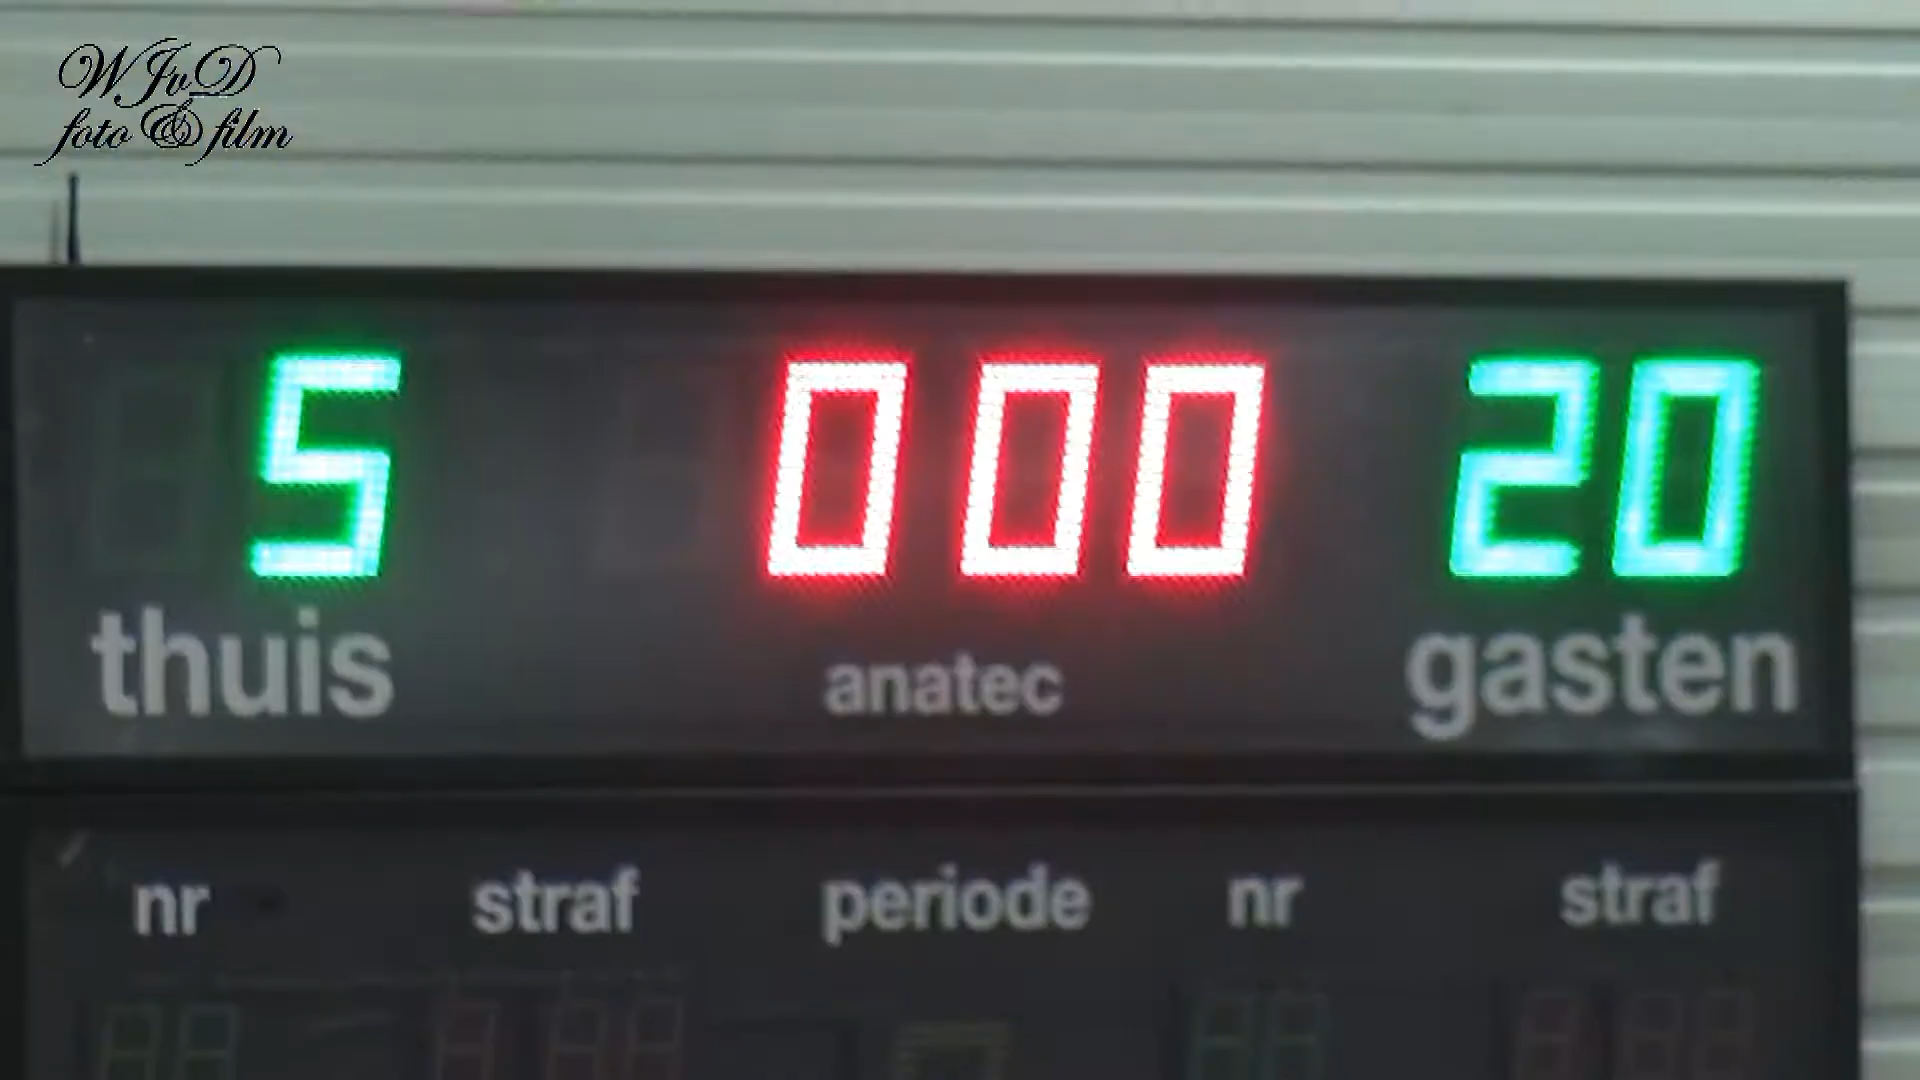 WJvD
foto & film
5 000 20
thuis anatec gasten
nr straf periode nr straf